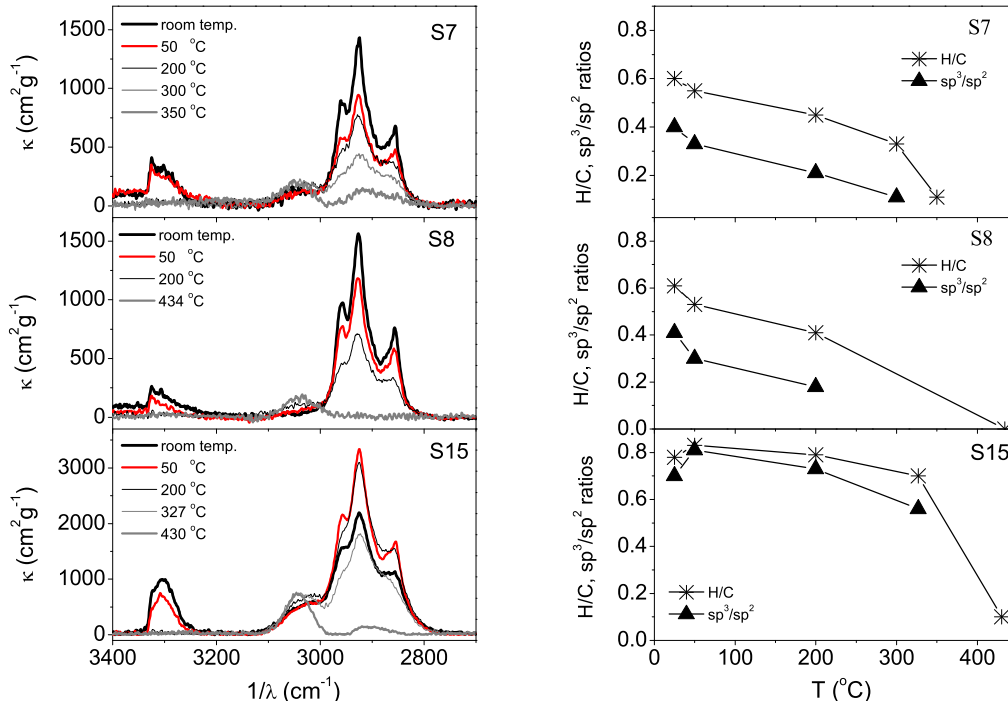 1500
1000
500
0
κ (cm²g⁻¹)
room temp.
50 °C
200 °C
300 °C
350 °C
S7
1500
1000
500
0
κ (cm²g⁻¹)
room temp.
50 °C
200 °C
434 °C
S8
3000
2000
1000
0
κ (cm²g⁻¹)
room temp.
50 °C
200 °C
327 °C
430 °C
S15
3400 3200 3000 2800
1/λ (cm⁻¹)
0.8
0.6
0.4
0.2
H/C, sp³/sp² ratios
S7
H/C
sp³/sp²
0.8
0.6
0.4
0.2
0.0
H/C, sp³/sp² ratios
S8
H/C
sp³/sp²
0.8
0.6
0.4
0.2
0.0
H/C, sp³/sp² ratios
S15
H/C
sp³/sp²
0 100 200 300 400
T (°C)